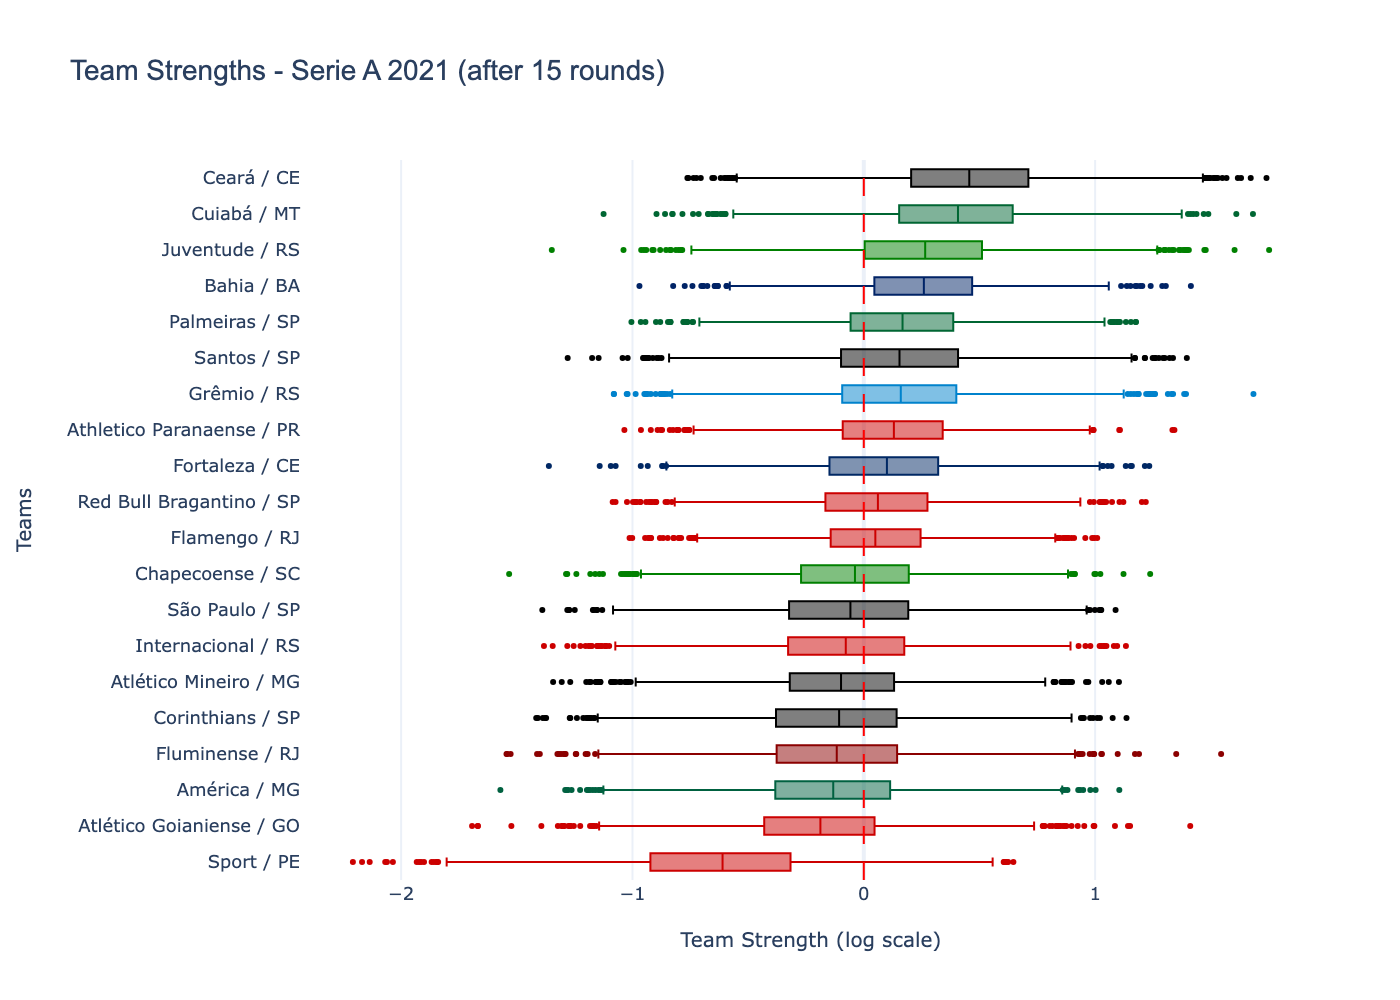 Team Strengths - Serie A 2021 (after 15 rounds)
Teams
Ceará / CE
Cuiabá / MT
Juventude / RS
Bahia / BA
Palmeiras / SP
Santos / SP
Grêmio / RS
Athletico Paranaense / PR
Fortaleza / CE
Red Bull Bragantino / SP
Flamengo / RJ
Chapecoense / SC
São Paulo / SP
Internacional / RS
Atlético Mineiro / MG
Corinthians / SP
Fluminense / RJ
América / MG
Atlético Goianiense / GO
Sport / PE
−2 −1 0 1
Team Strength (log scale)